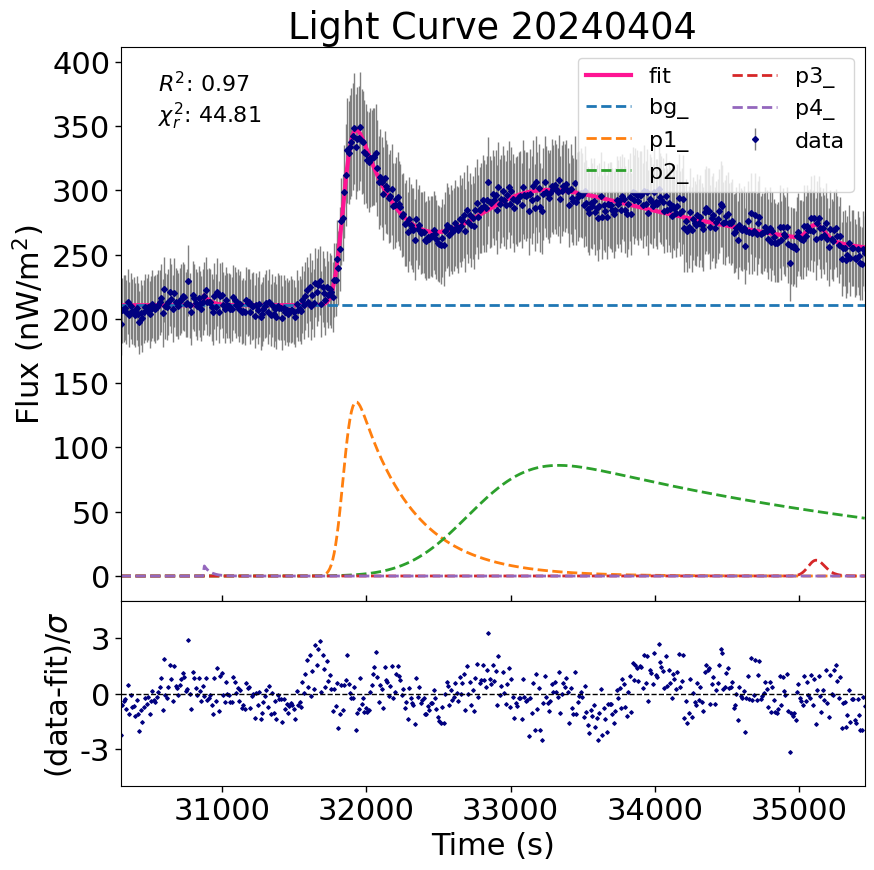 Light Curve 20240404
R²: 0.97
χ²ᵣ: 44.81
fit
bg_
p1_
p2_
p3_
p4_
data
Flux (nW/m²)
400
350
300
250
200
150
100
50
0
(data-fit)/σ
3
0
-3
31000 32000 33000 34000 35000
Time (s)